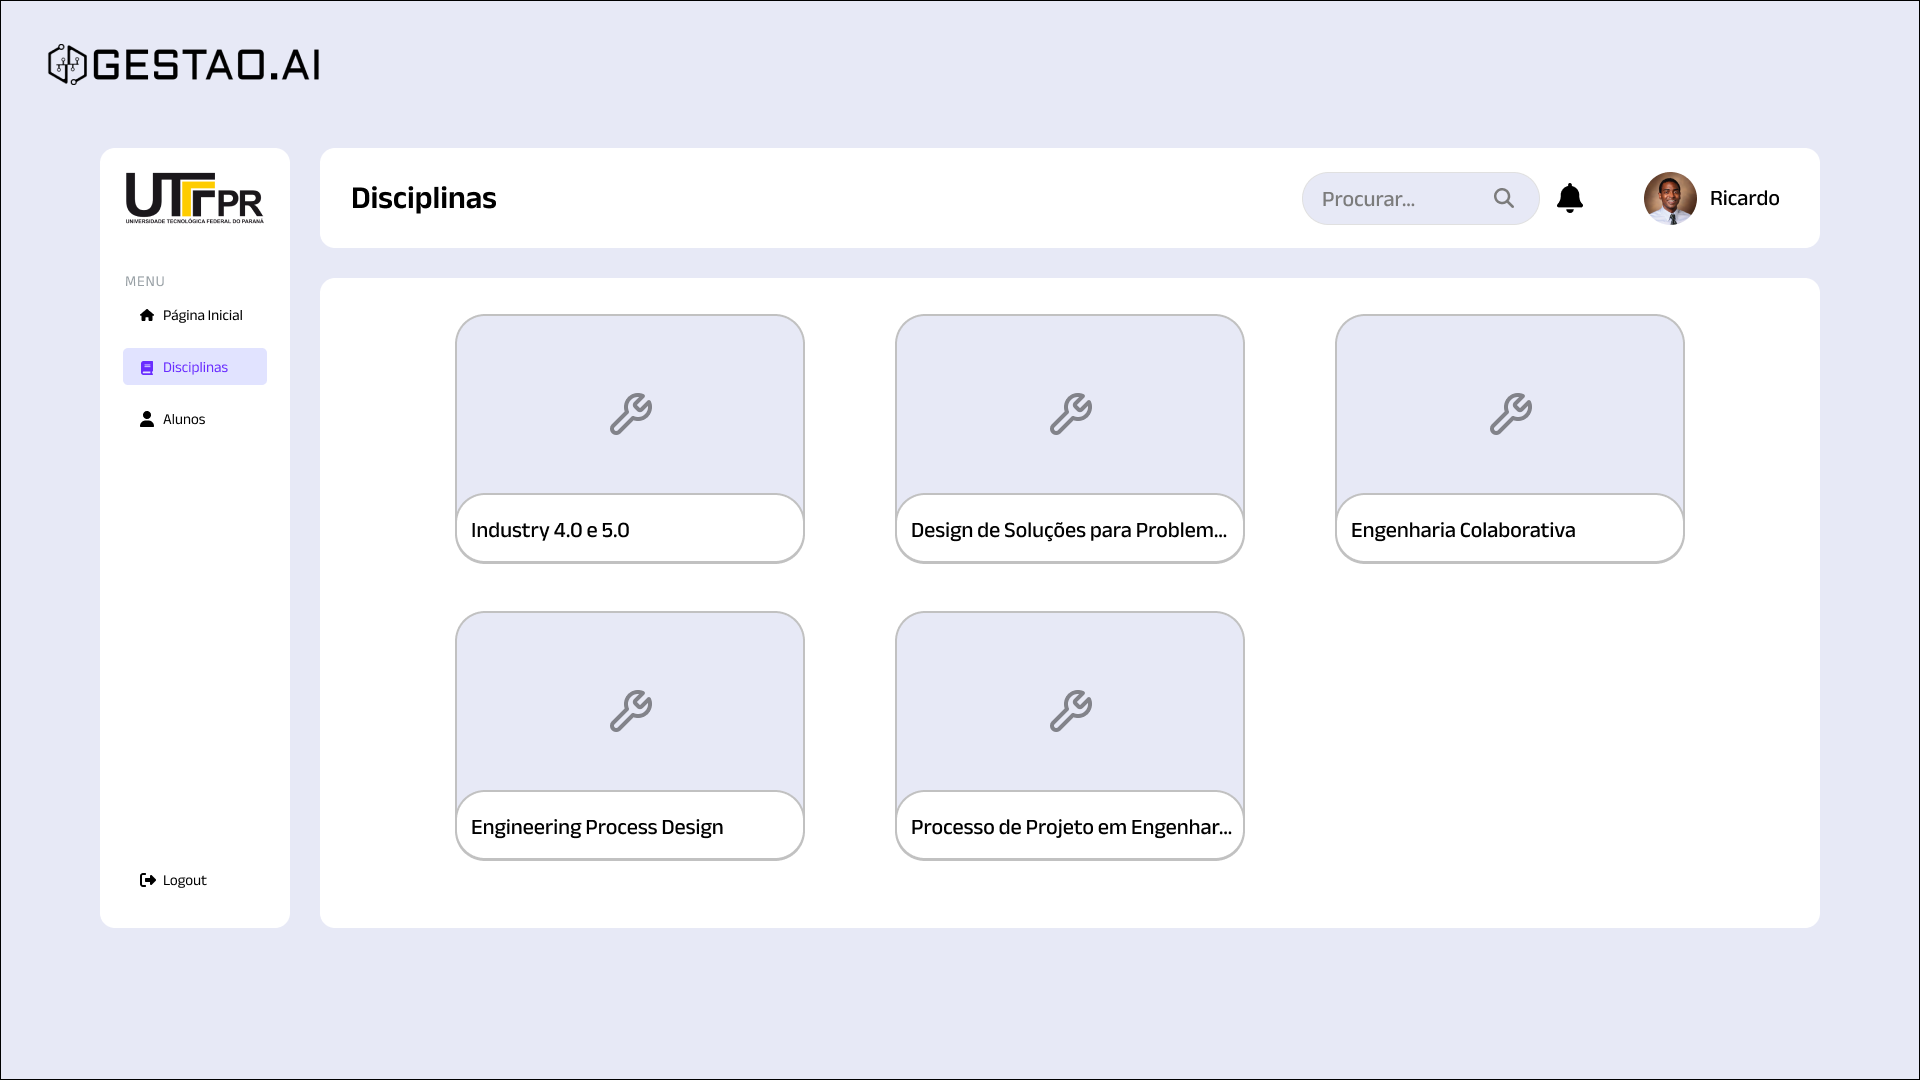 GESTAO.AI
UTFPR
UNIVERSIDADE TECNOLÓGICA FEDERAL DO PARANÁ
Disciplinas
Procurar...
Ricardo
MENU
Página Inicial
Disciplinas
Alunos
Logout
Industry 4.0 e 5.0
Design de Soluções para Problem...
Engenharia Colaborativa
Engineering Process Design
Processo de Projeto em Engenhar...